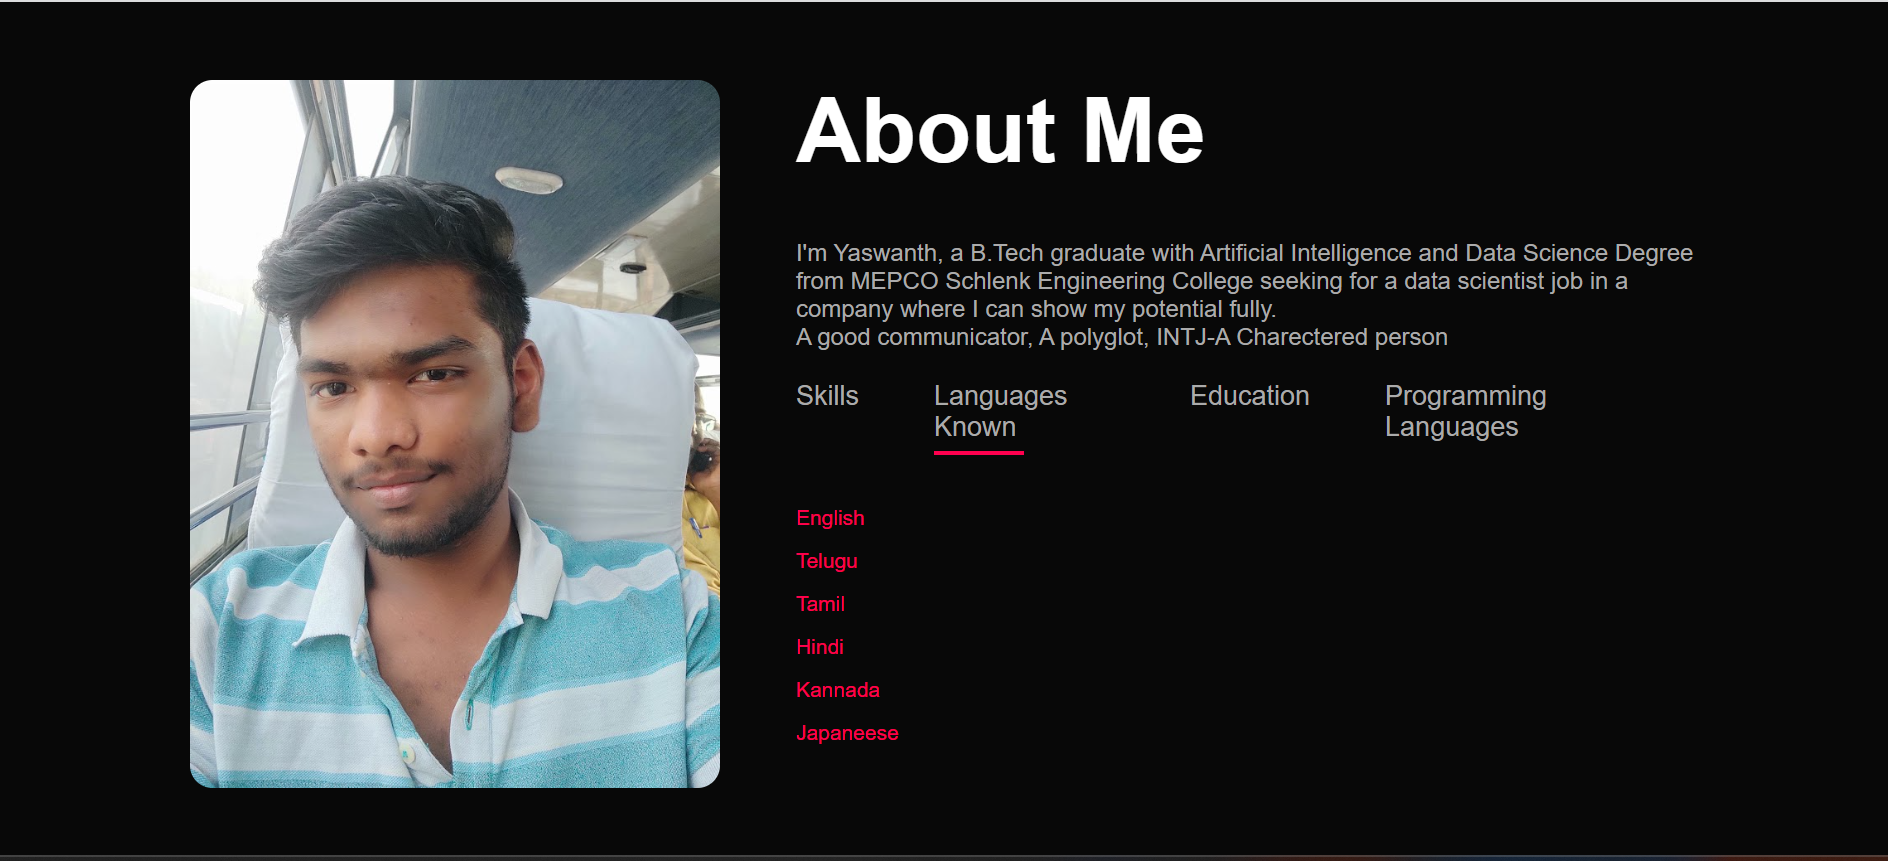 About Me
I'm Yaswanth, a B.Tech graduate with Artificial Intelligence and Data Science Degree
from MEPCO Schlenk Engineering College seeking for a data scientist job in a
company where I can show my potential fully.
A good communicator, A polyglot, INTJ-A Charectered person
Skills
Languages
Known
Education
Programming
Languages
English
Telugu
Tamil
Hindi
Kannada
Japaneese